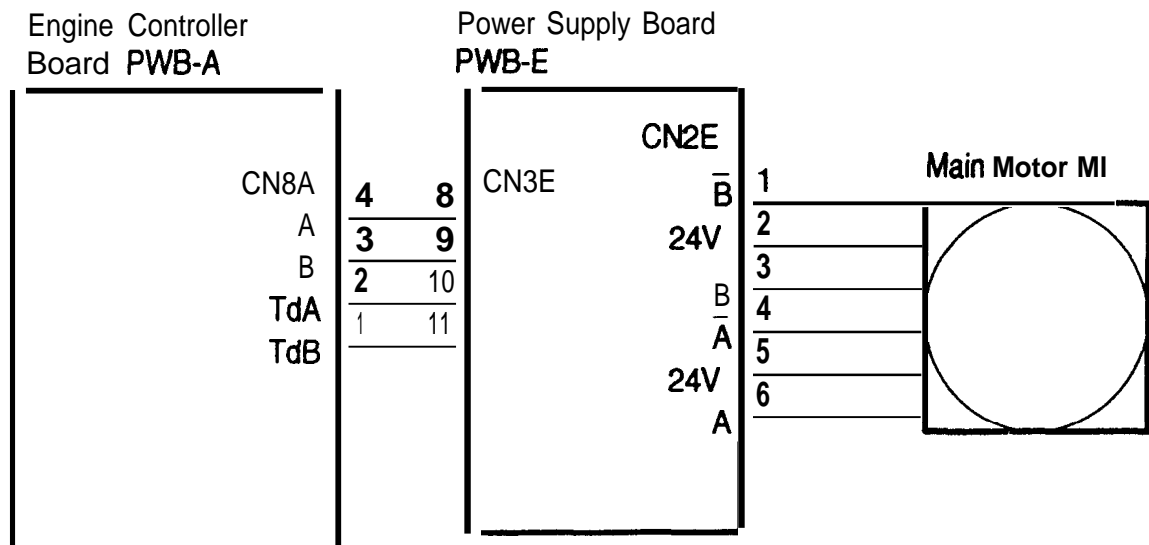 Engine Controller
Board PWB-A
Power Supply Board
PWB-E
CN8A
A
B
TdA
TdB
4 8
3 9
2 10
1 11
CN3E
CN2E
B̅
24V
B
A̅
24V
A
1
2
3
4
5
6
Main Motor MI